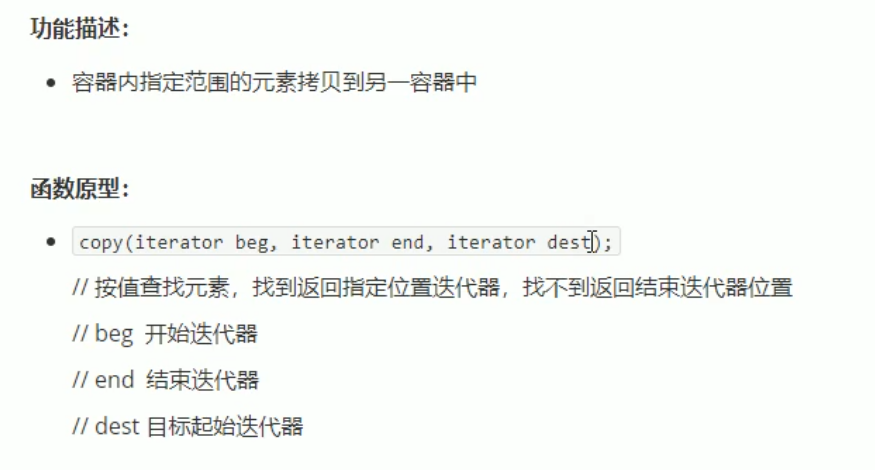 功能描述：
容器内指定范围的元素拷贝到另一容器中
函数原型：
copy(iterator beg, iterator end, iterator dest);
// 按值查找元素，找到返回指定位置迭代器，找不到返回结束迭代器位置
// beg 开始迭代器
// end 结束迭代器
// dest 目标起始迭代器